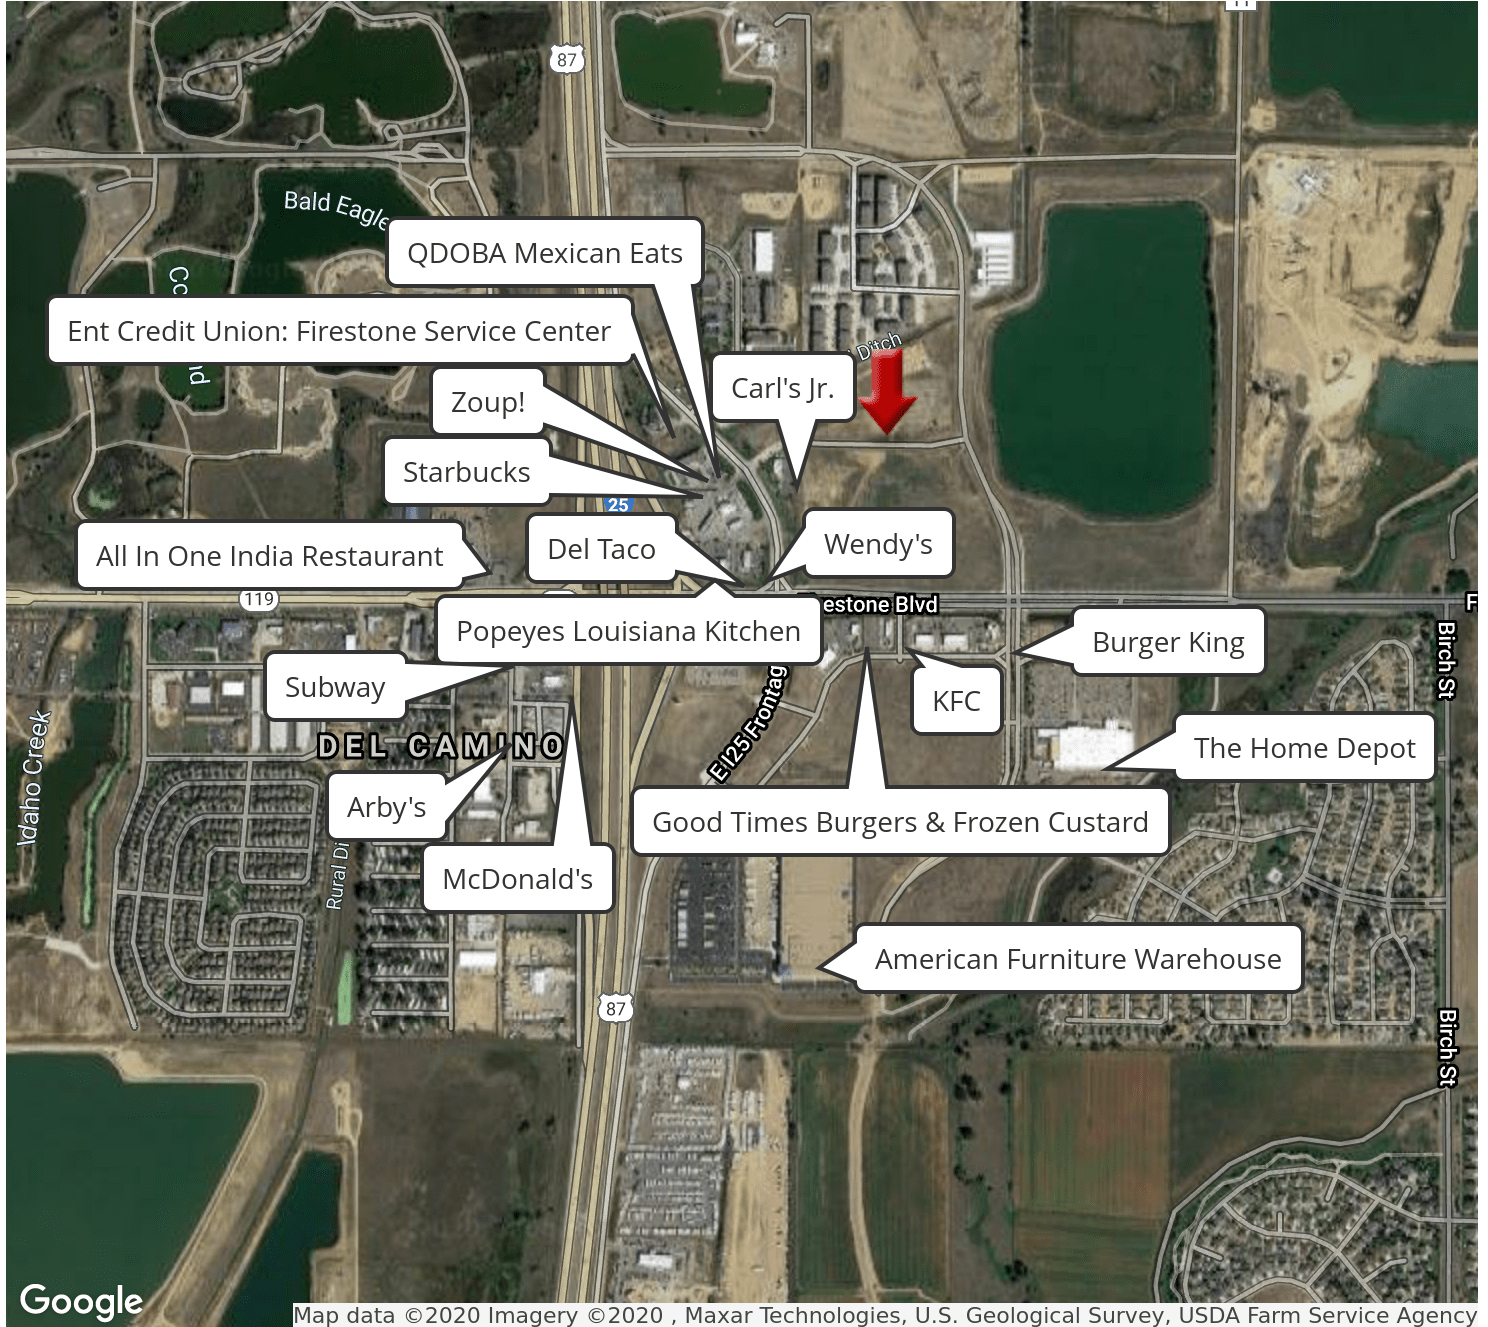 87
Bald Eagle
QDOBA Mexican Eats
Ent Credit Union: Firestone Service Center
Ditch
Carl's Jr.
Zoup!
Starbucks
25
Del Taco
Wendy's
All In One India Restaurant
119
estone Blvd
Popeyes Louisiana Kitchen
Burger King
Birch St
Subway
KFC
E I25 Frontag
DEL CAMINO
The Home Depot
Idaho Creek
Arby's
Good Times Burgers & Frozen Custard
Rural Di
McDonald's
American Furniture Warehouse
87
Birch St
Google
Map data ©2020 Imagery ©2020 , Maxar Technologies, U.S. Geological Survey, USDA Farm Service Agency